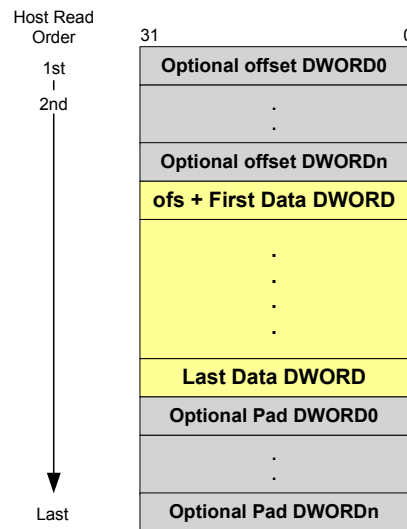 Host Read
Order
31
0
1st
2nd
Last
Optional offset DWORD0
.
.
Optional offset DWORDn
ofs + First Data DWORD
.
.
.
.
Last Data DWORD
Optional Pad DWORD0
.
.
Optional Pad DWORDn